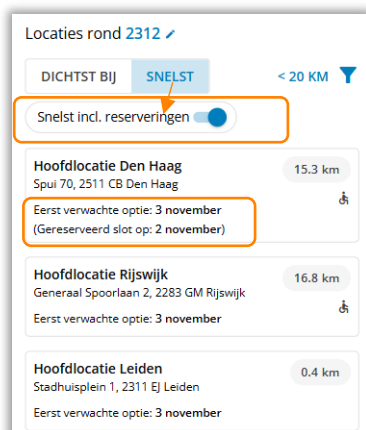 Locaties rond 2312
DICHTST BIJ SNELST < 20 KM
Snelst incl. reserveringen
Hoofdlocatie Den Haag 15.3 km
Spui 70, 2511 CB Den Haag
Eerst verwachte optie: 3 november
(Gereserveerd slot op: 2 november)
Hoofdlocatie Rijswijk 16.8 km
Generaal Spoorlaan 2, 2283 GM Rijswijk
Eerst verwachte optie: 3 november
Hoofdlocatie Leiden 0.4 km
Stadhuisplein 1, 2311 EJ Leiden
Eerst verwachte optie: 3 november